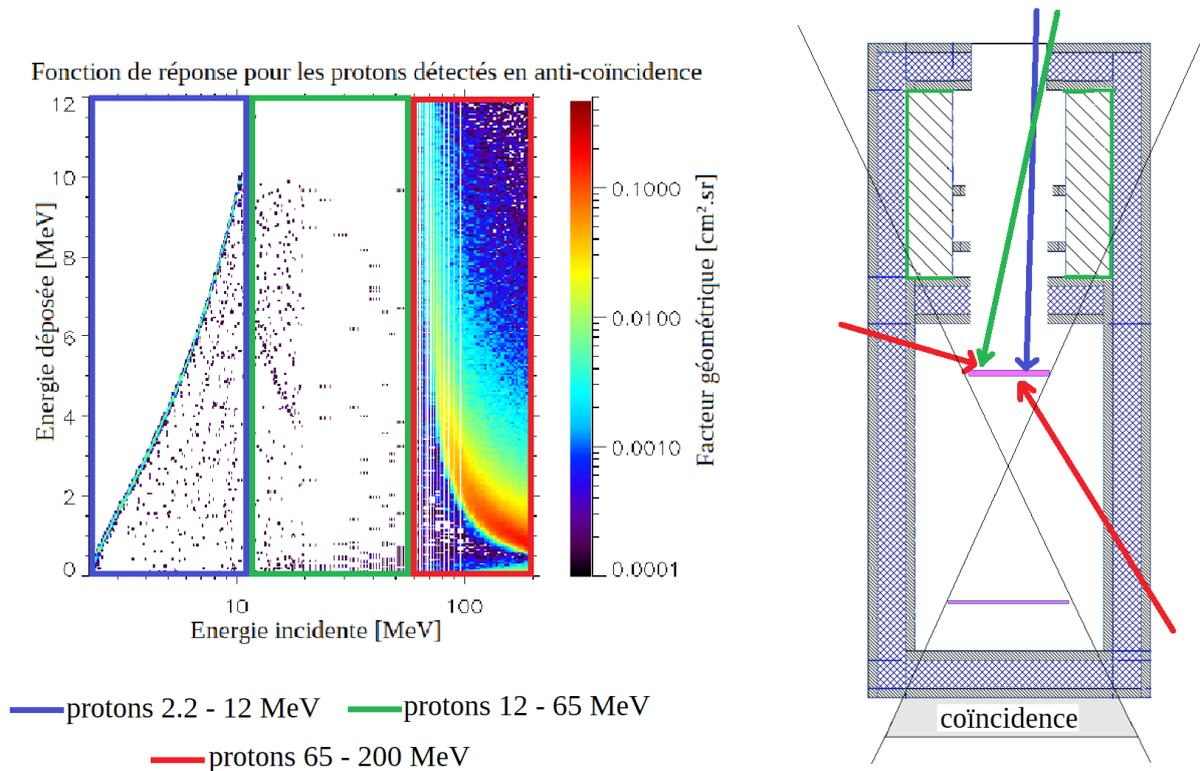 Fonction de réponse pour les protons détectés en anti-coïncidence
12
10
8
6
4
2
0
Energie déposée [MeV]
10
100
Energie incidente [MeV]
0.1000
0.0100
0.0010
0.0001
Facteur géométrique [cm².sr]
protons 2.2 - 12 MeV
protons 12 - 65 MeV
protons 65 - 200 MeV
coïncidence